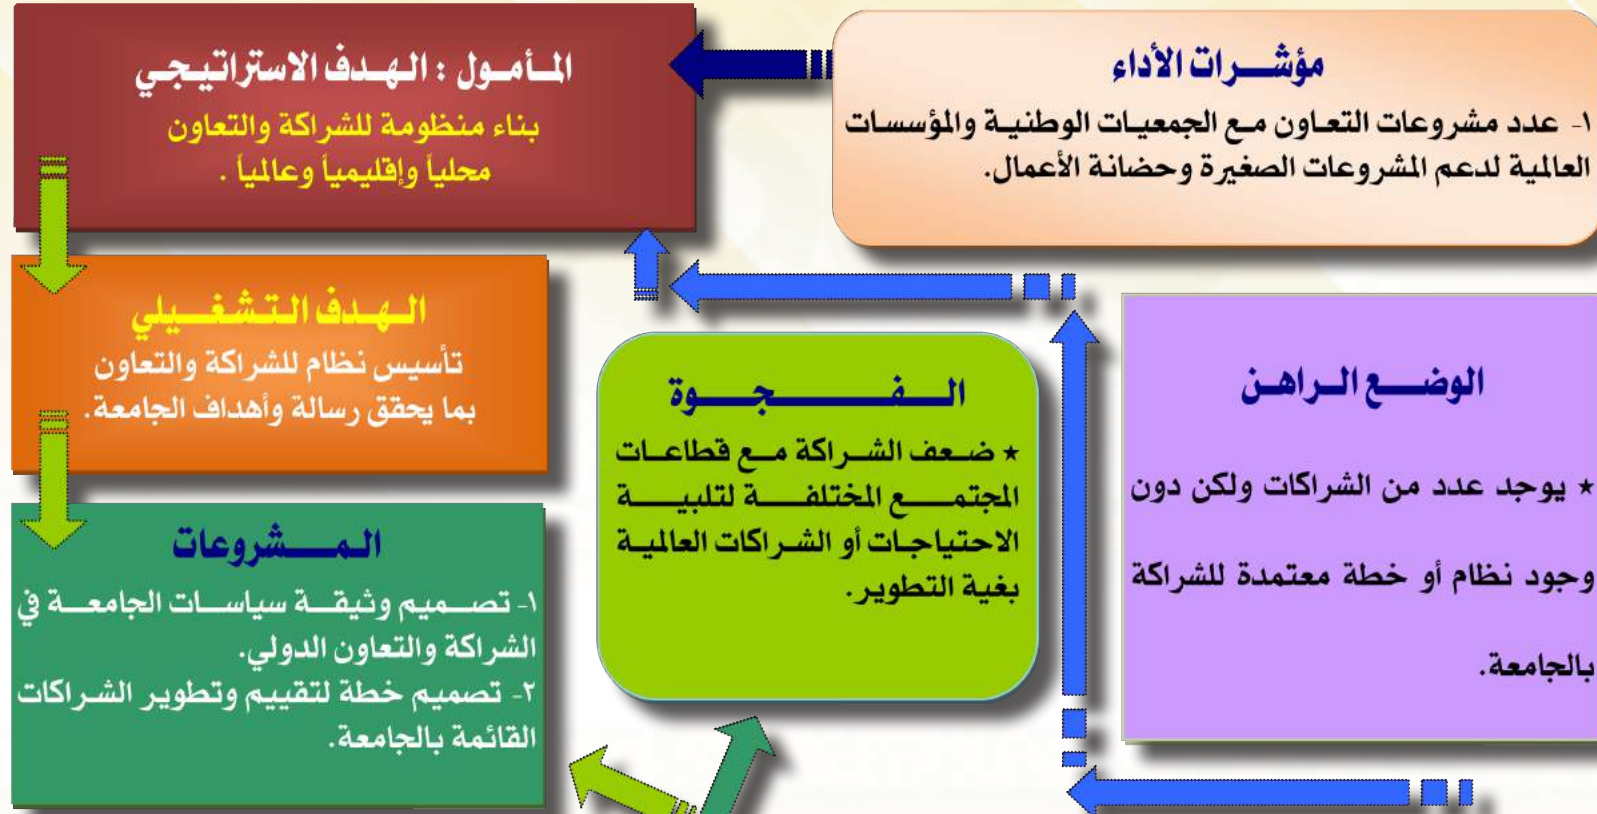 مؤشرات الأداء
١- عدد مشروعات التعاون مع الجمعيات الوطنية والمؤسسات
العالمية لدعم المشروعات الصغيرة وحضانة الأعمال.
المأمول : الهدف الاستراتيجي
بناء منظومة للشراكة والتعاون
محلياً وإقليمياً وعالمياً .
الوضع الراهن
٭ يوجد عدد من الشراكات ولكن دون
وجود نظام أو خطة معتمدة للشراكة
بالجامعة.
الفجوة
٭ ضعف الشراكة مع قطاعات
المجتمع المختلفة لتلبية
الاحتياجات أو الشراكات العالمية
بغية التطوير.
الهدف التشغيلي
تأسيس نظام للشراكة والتعاون
بما يحقق رسالة وأهداف الجامعة.
المشروعات
١- تصميم وثيقة سياسات الجامعة في
الشراكة والتعاون الدولي.
٢- تصميم خطة لتقييم وتطوير الشراكات
القائمة بالجامعة.